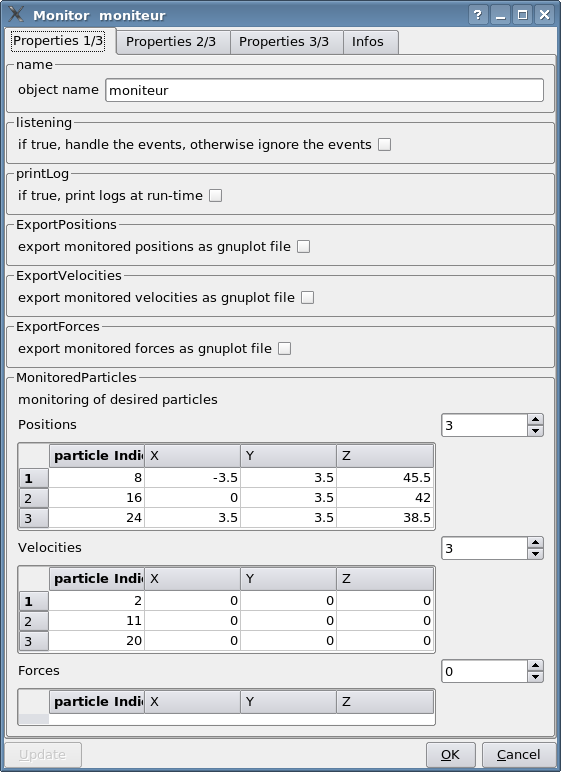 Monitor moniteur
?
Properties 1/3 Properties 2/3 Properties 3/3 Infos
name
object name moniteur
listening
if true, handle the events, otherwise ignore the events
printLog
if true, print logs at run-time
ExportPositions
export monitored positions as gnuplot file
ExportVelocities
export monitored velocities as gnuplot file
ExportForces
export monitored forces as gnuplot file
MonitoredParticles
monitoring of desired particles
Positions 3
particle Indi X Y Z
1 8 -3.5 3.5 45.5
2 16 0 3.5 42
3 24 3.5 3.5 38.5
Velocities 3
particle Indi X Y Z
1 2 0 0 0
2 11 0 0 0
3 20 0 0 0
Forces 0
particle Indi X Y Z
Update OK Cancel